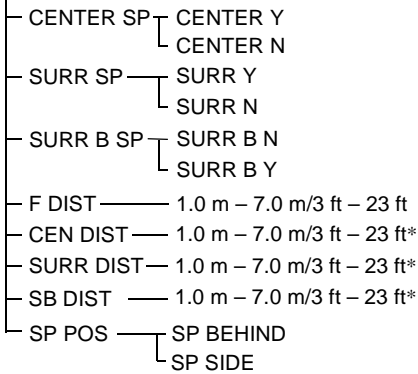 CENTER SP CENTER Y
CENTER N
SURR SP SURR Y
SURR N
SURR B SP SURR B N
SURR B Y
F DIST 1.0 m – 7.0 m/3 ft – 23 ft
CEN DIST 1.0 m – 7.0 m/3 ft – 23 ft*
SURR DIST 1.0 m – 7.0 m/3 ft – 23 ft*
SB DIST 1.0 m – 7.0 m/3 ft – 23 ft*
SP POS SP BEHIND
SP SIDE